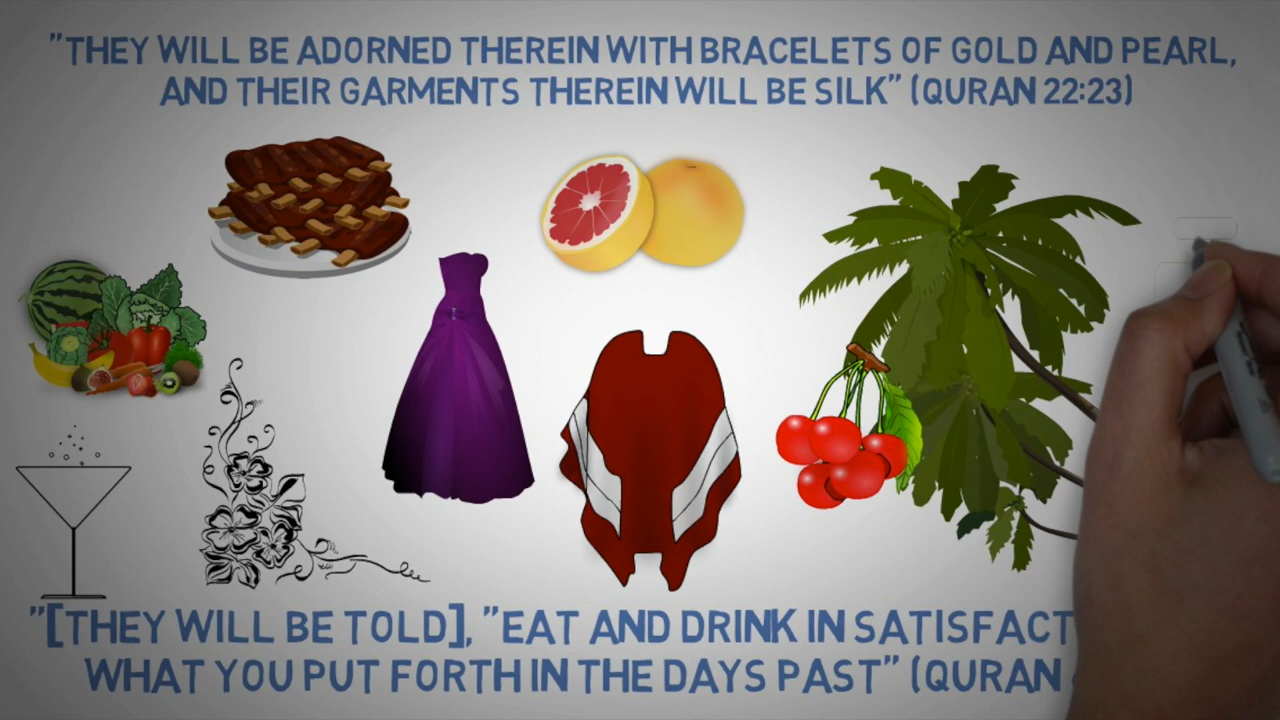 "THEY WILL BE ADORNED THEREIN WITH BRACELETS OF GOLD AND PEARL,
AND THEIR GARMENTS THEREIN WILL BE SILK" (QURAN 22:23)
"[THEY WILL BE TOLD], "EAT AND DRINK IN
WHAT YOU PUT FORTH IN THE DAYS PAST" (QURAN